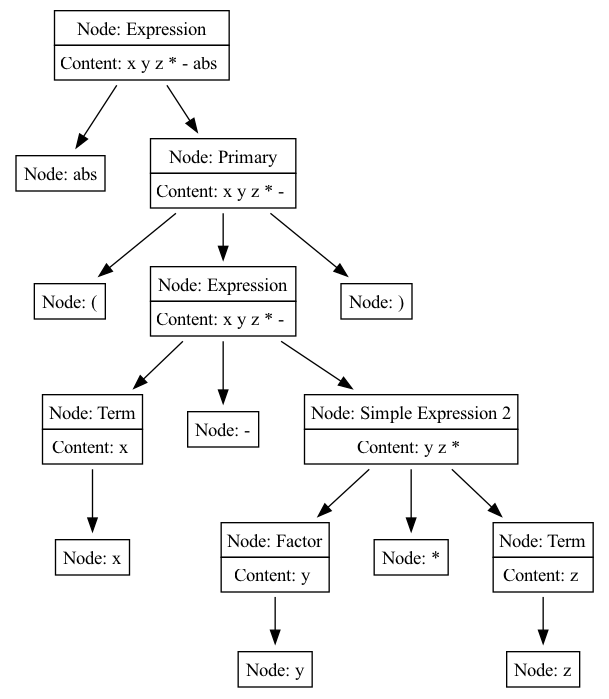 Node: Expression
Content: x y z * - abs
Node: abs
Node: Primary
Content: x y z * -
Node: (
Node: Expression
Content: x y z * -
Node: )
Node: Term
Content: x
Node: -
Node: Simple Expression 2
Content: y z *
Node: x
Node: Factor
Content: y
Node: *
Node: Term
Content: z
Node: y
Node: z